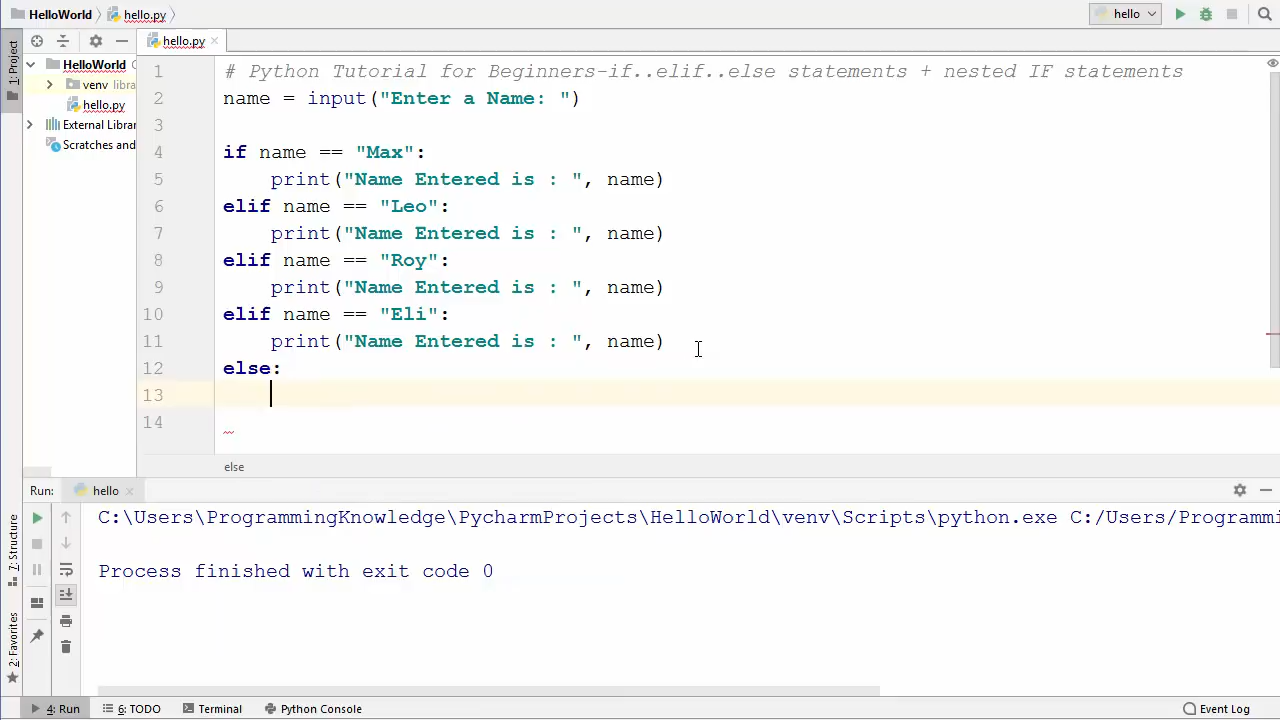 HelloWorld hello.py hello
1: Project
hello.py
HelloWorld
venv libra
hello.py
External Librar
Scratches and
1 # Python Tutorial for Beginners-if..elif..else statements + nested IF statements
2 name = input("Enter a Name: ")
3
4 if name == "Max":
5 print("Name Entered is : ", name)
6 elif name == "Leo":
7 print("Name Entered is : ", name)
8 elif name == "Roy":
9 print("Name Entered is : ", name)
10 elif name == "Eli":
11 print("Name Entered is : ", name)
12 else:
13
14
else
Run: hello
C:\Users\ProgrammingKnowledge\PycharmProjects\HelloWorld\venv\Scripts\python.exe C:/Users/Programmi
Process finished with exit code 0
7: Structure
2: Favorites
4: Run 6: TODO Terminal Python Console Event Log